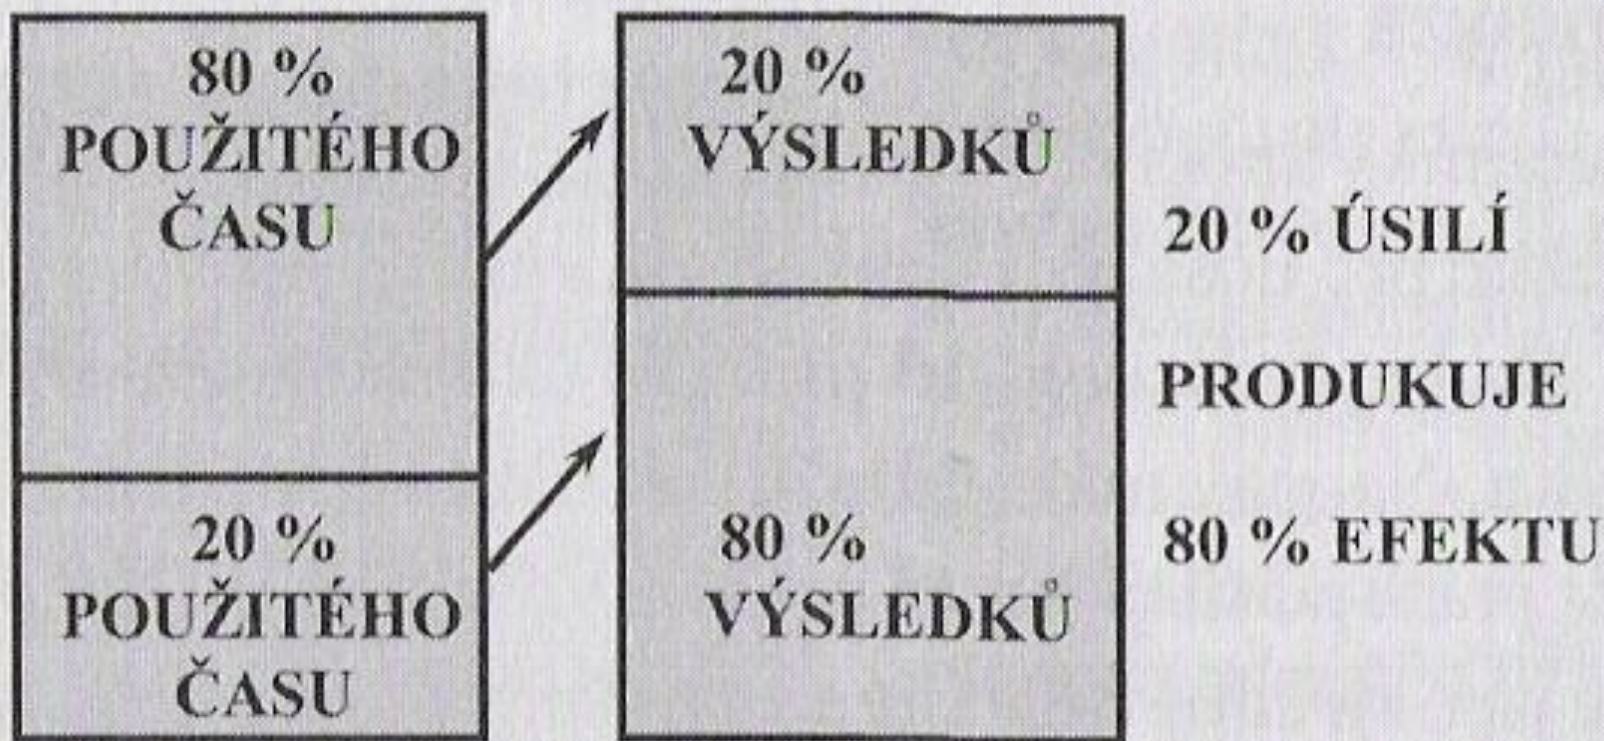 80 %
POUŽITÉHO
ČASU
20 %
POUŽITÉHO
ČASU
20 %
VÝSLEDKŮ
80 %
VÝSLEDKŮ
20 % ÚSILÍ
PRODUKUJE
80 % EFEKTU